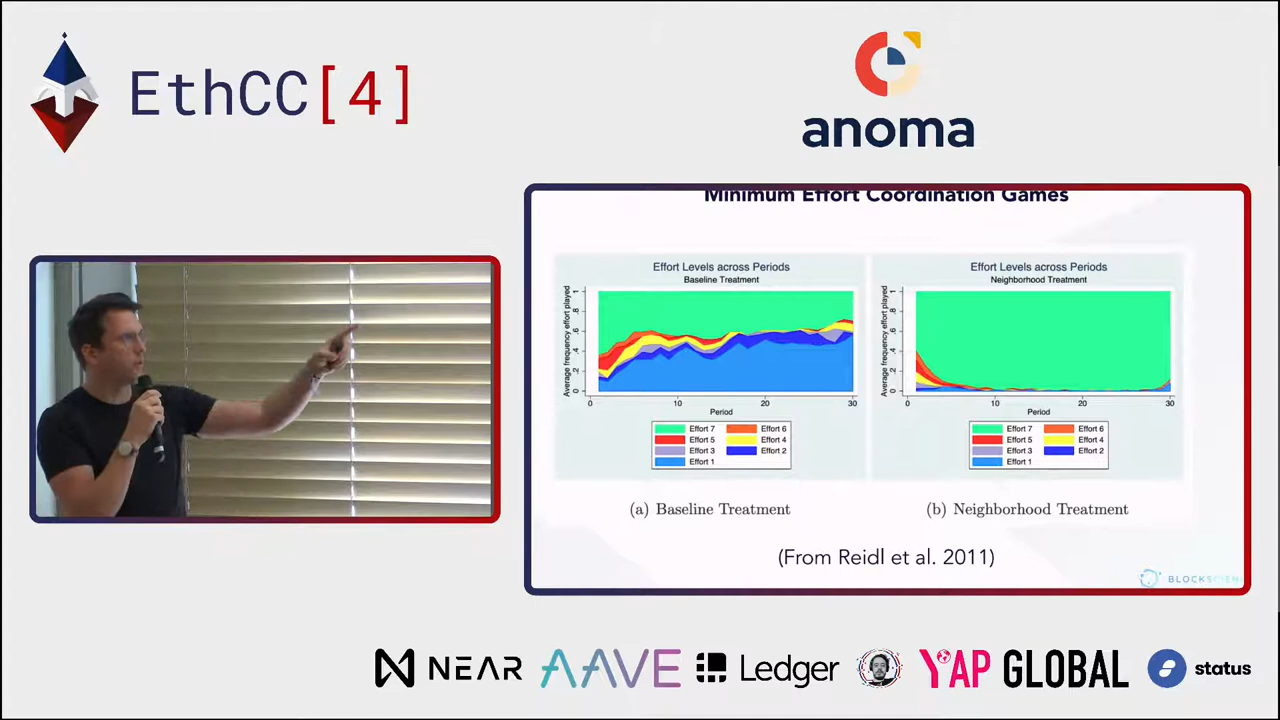 EthCC[4]
anoma
Minimum Effort Coordination Games
Effort Levels across Periods
Baseline Treatment
Average frequency effort played
0 .2 .4 .6 .8 1
0 10 20 30
Period
Effort 7 Effort 6
Effort 5 Effort 4
Effort 3 Effort 2
Effort 1
(a) Baseline Treatment
Effort Levels across Periods
Neighborhood Treatment
Average frequency effort played
0 .2 .4 .6 .8 1
0 10 20 30
Period
Effort 7 Effort 6
Effort 5 Effort 4
Effort 3 Effort 2
Effort 1
(b) Neighborhood Treatment
(From Reidl et al. 2011)
BLOCKSCIEN
NEAR
AAVE
Ledger
YAP GLOBAL
status